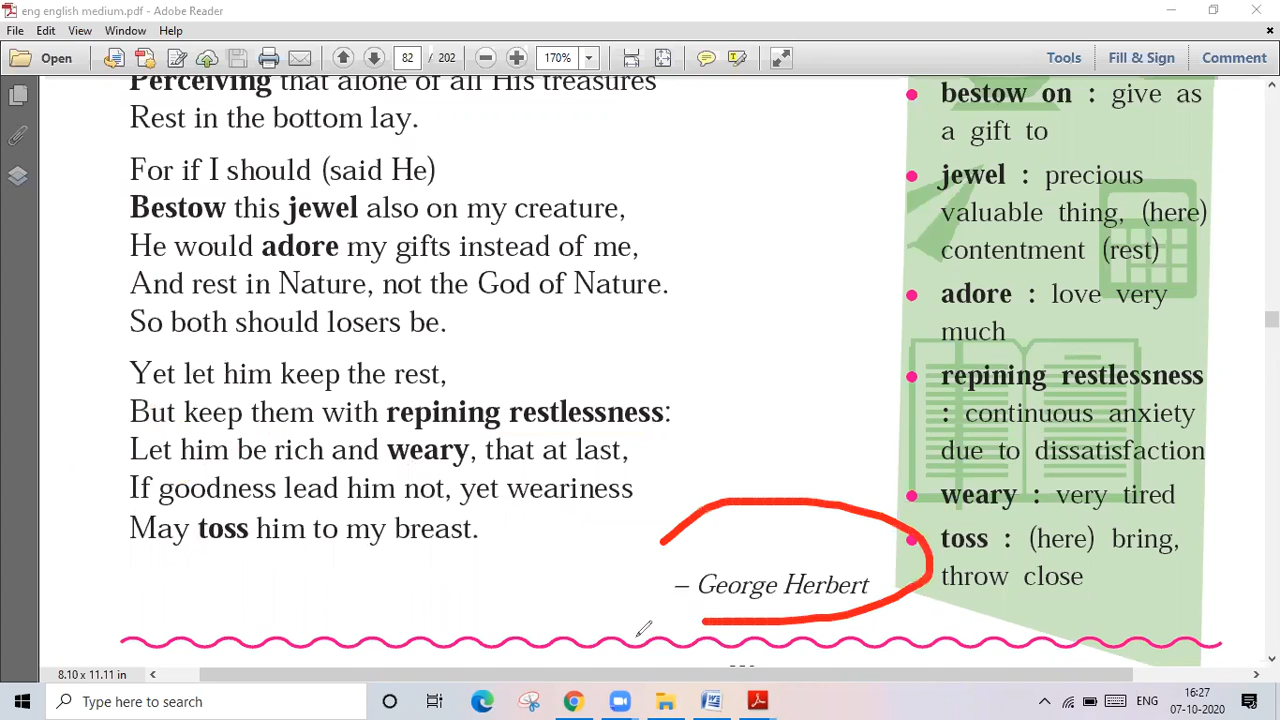 eng english medium.pdf - Adobe Reader
File Edit View Window Help
Open 82 / 202 170% Tools Fill & Sign Comment
Perceiving that alone of all His treasures
Rest in the bottom lay.
For if I should (said He)
Bestow this jewel also on my creature,
He would adore my gifts instead of me,
And rest in Nature, not the God of Nature.
So both should losers be.
Yet let him keep the rest,
But keep them with repining restlessness:
Let him be rich and weary, that at last,
If goodness lead him not, yet weariness
May toss him to my breast.
– George Herbert
bestow on : give as
a gift to
jewel : precious
valuable thing, (here)
contentment (rest)
adore : love very
much
repining restlessness
: continuous anxiety
due to dissatisfaction
weary : very tired
toss : (here) bring,
throw close
8.10 x 11.11 in
Type here to search
ENG
16:27
07-10-2020